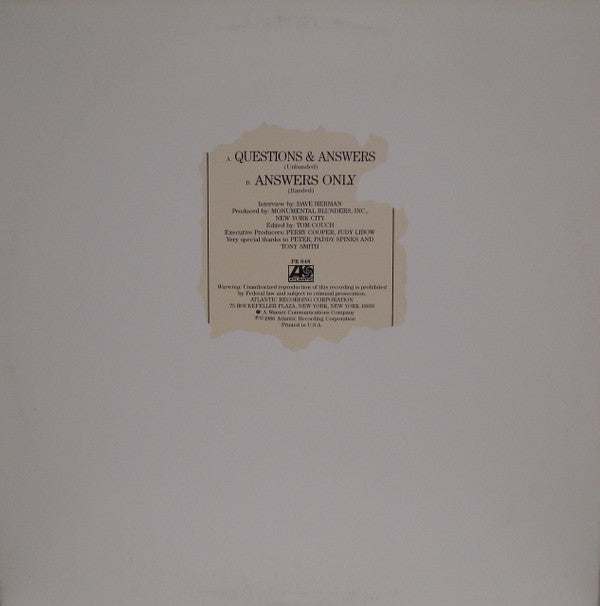 A. QUESTIONS & ANSWERS
(Unbanded)
B. ANSWERS ONLY
(Banded)
Interview by: DAVE HERMAN
Produced by: MONUMENTAL BLUNDERS, INC.,
NEW YORK CITY
Edited by: TOM COUCH
Executive Producers: PERRY COOPER, JUDY LIBOW
Very special thanks to PETER, PADDY SPINKS AND
TONY SMITH
PR 848
Warning: Unauthorized reproduction of this recording is prohibited
by Federal law and subject to criminal prosecution.
ATLANTIC RECORDING CORPORATION
75 ROCKEFELLER PLAZA, NEW YORK, NEW YORK 10019
A Warner Communications Company
℗© 1986 Atlantic Recording Corporation
Printed in U.S.A.